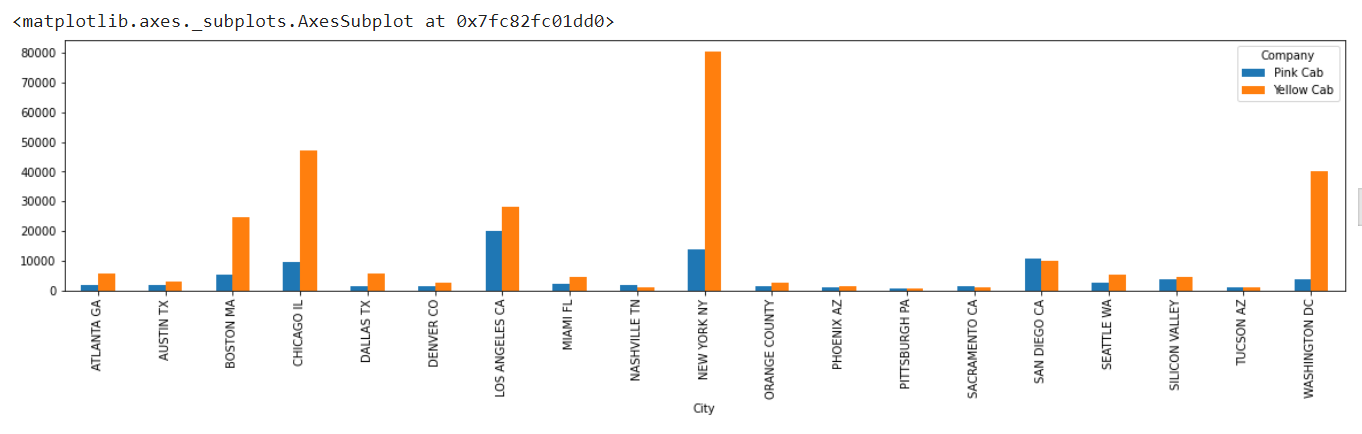 <matplotlib.axes._subplots.AxesSubplot at 0x7fc82fc01dd0>
Company
Pink Cab
Yellow Cab
80000
70000
60000
50000
40000
30000
20000
10000
0
ATLANTA GA
AUSTIN TX
BOSTON MA
CHICAGO IL
DALLAS TX
DENVER CO
LOS ANGELES CA
MIAMI FL
NASHVILLE TN
NEW YORK NY
ORANGE COUNTY
PHOENIX AZ
PITTSBURGH PA
SACRAMENTO CA
SAN DIEGO CA
SEATTLE WA
SILICON VALLEY
TUCSON AZ
WASHINGTON DC
City